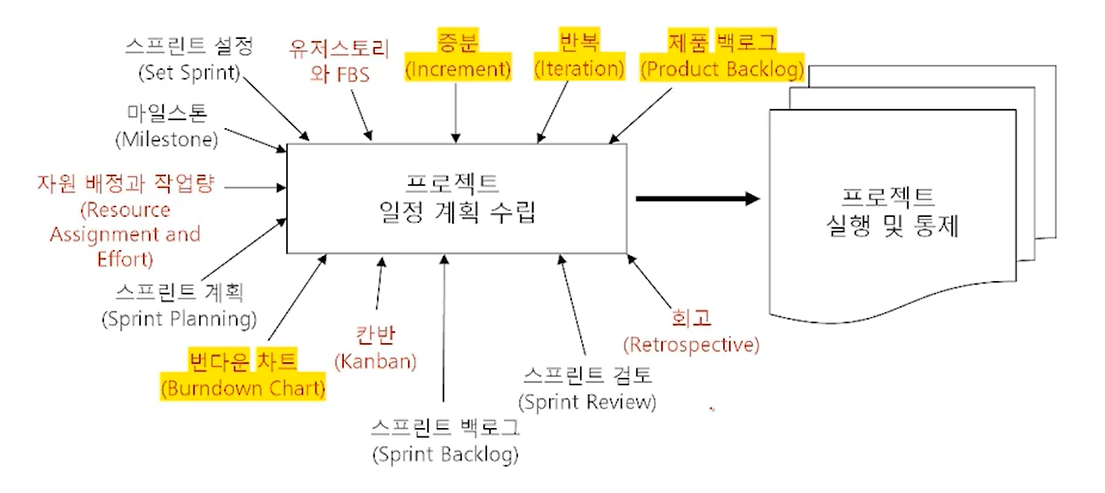 스프린트 설정
(Set Sprint)
유저스토리
와 FBS
증분
(Increment)
반복
(Iteration)
제품 백로그
(Product Backlog)
마일스톤
(Milestone)
자원 배정과 작업량
(Resource
Assignment and
Effort)
프로젝트
일정 계획 수립
프로젝트
실행 및 통제
스프린트 계획
(Sprint Planning)
번다운 차트
(Burndown Chart)
칸반
(Kanban)
스프린트 백로그
(Sprint Backlog)
스프린트 검토
(Sprint Review)
회고
(Retrospective)